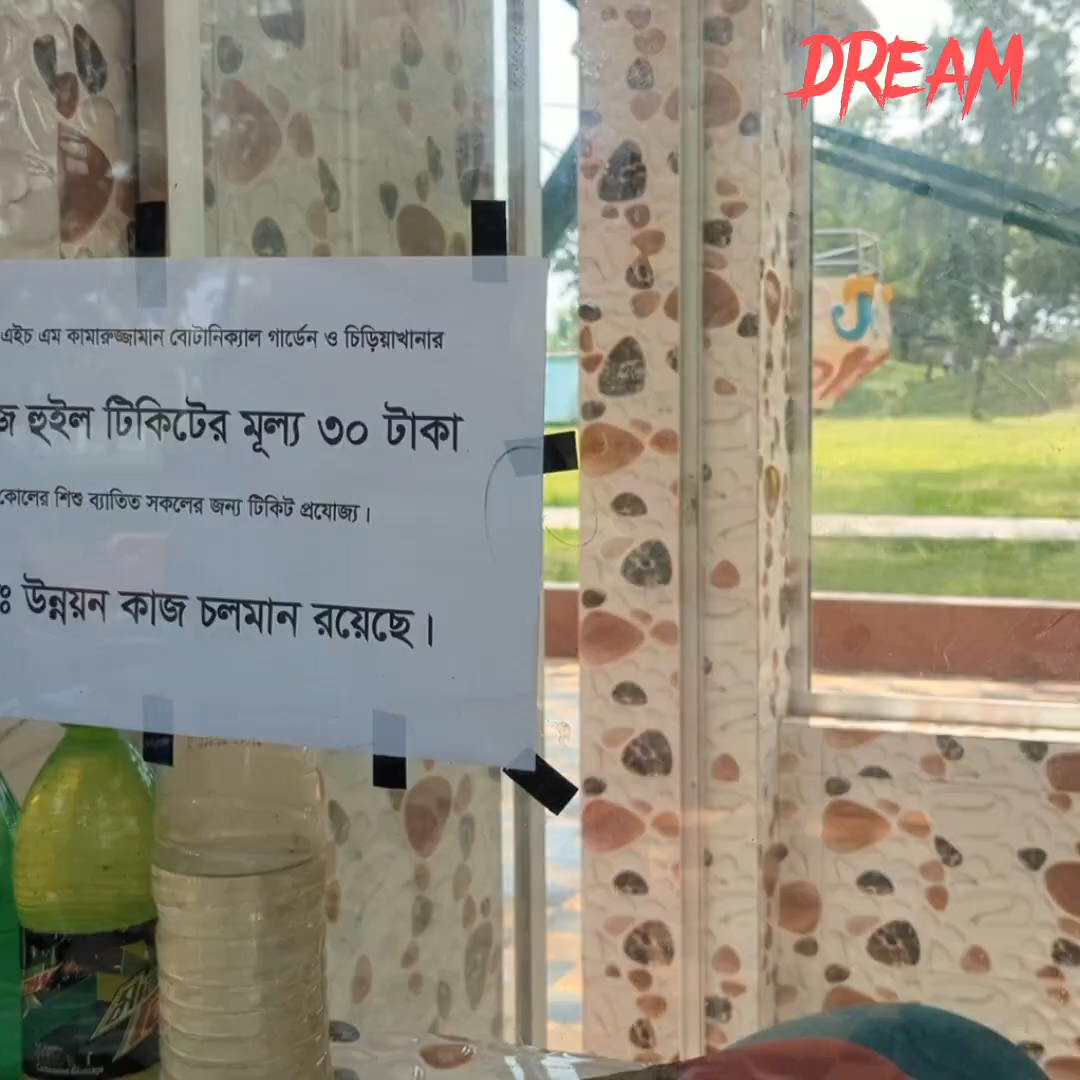 DREAM
এইচ এম কামারুজ্জামান বোটানিক্যাল গার্ডেন ও চিড়িয়াখানার
হুইল টিকিটের মূল্য ৩০ টাকা
কোলের শিশু ব্যাতিত সকলের জন্য টিকিট প্রযোজ্য।
উন্নয়ন কাজ চলমান রয়েছে।